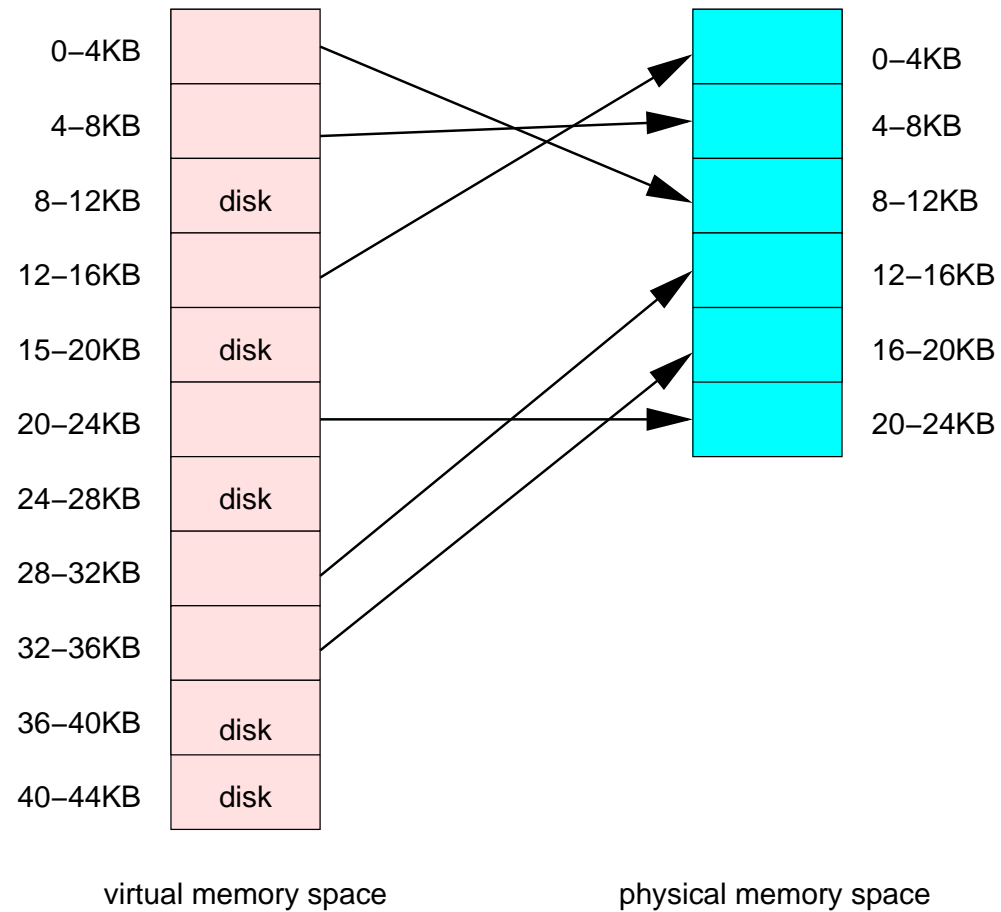 0−4KB
4−8KB
8−12KB
disk
12−16KB
15−20KB
disk
20−24KB
24−28KB
disk
28−32KB
32−36KB
36−40KB
disk
40−44KB
disk
virtual memory space
0−4KB
4−8KB
8−12KB
12−16KB
16−20KB
20−24KB
physical memory space